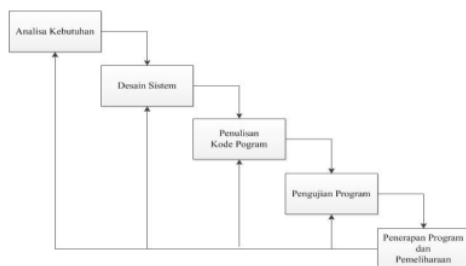 Analisa Kebutuhan
Desain Sistem
Penulisan
Kode Pogram
Pengujian Program
Penerapan Program
dan
Pemeliharaan